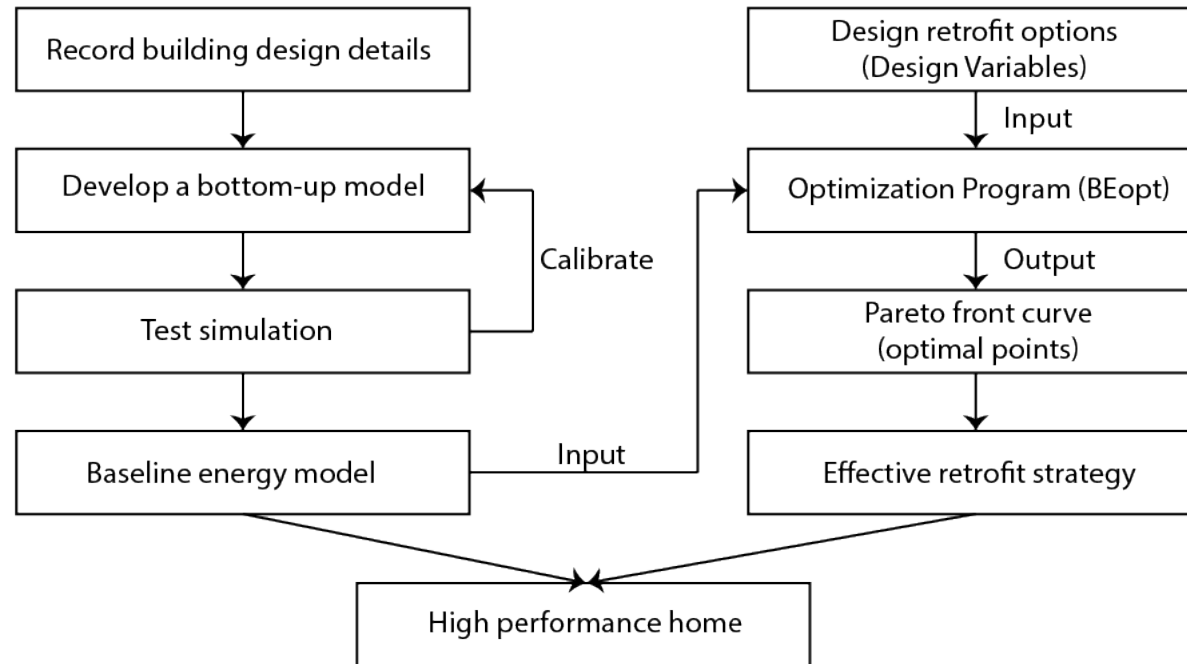 Record building design details
Develop a bottom-up model
Calibrate
Test simulation
Baseline energy model
Input
Design retrofit options
(Design Variables)
Input
Optimization Program (BEopt)
Output
Pareto front curve
(optimal points)
Effective retrofit strategy
High performance home